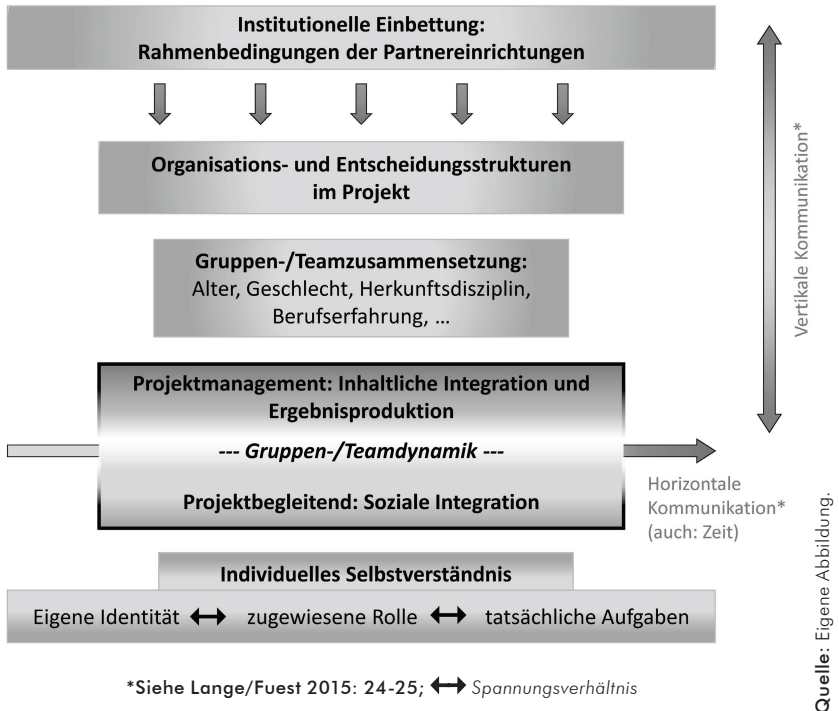 Institutionelle Einbettung:
Rahmenbedingungen der Partnereinrichtungen
Organisations- und Entscheidungsstrukturen
im Projekt
Gruppen-/Teamzusammensetzung:
Alter, Geschlecht, Herkunftsdisziplin,
Berufserfahrung, ...
Projektmanagement: Inhaltliche Integration und
Ergebnisproduktion
--- Gruppen-/Teamdynamik ---
Projektbegleitend: Soziale Integration
Individuelles Selbstverständnis
Eigene Identität ↔ zugewiesene Rolle ↔ tatsächliche Aufgaben
Vertikale Kommunikation*
Horizontale
Kommunikation*
(auch: Zeit)
*Siehe Lange/Fuest 2015: 24-25; ↔ Spannungsverhältnis
Quelle: Eigene Abbildung.